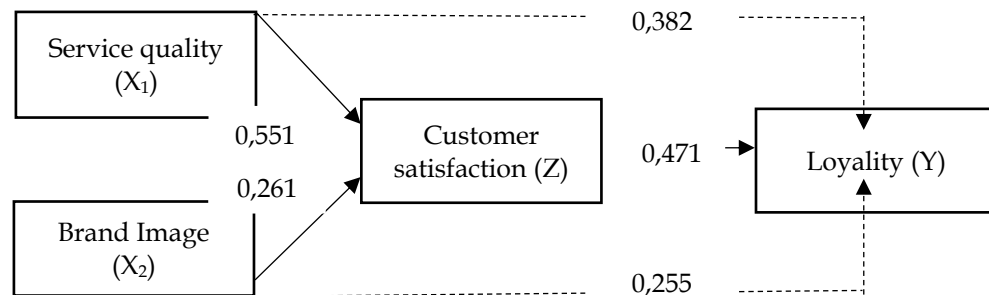 0,382
Service quality
(X₁)
0,551
Customer
satisfaction (Z)
0,471
Loyality (Y)
0,261
Brand Image
(X₂)
0,255